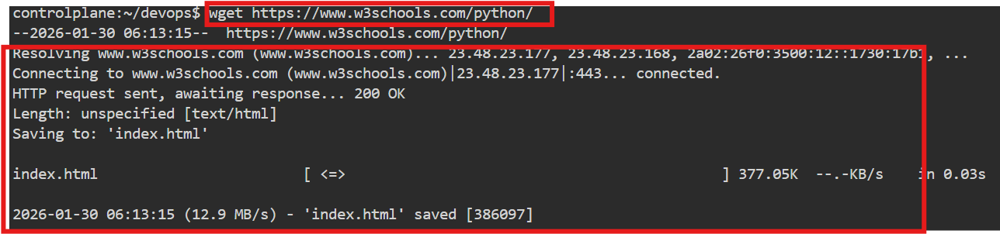 controlplane:~/devops$ wget https://www.w3schools.com/python/
--2026-01-30 06:13:15--  https://www.w3schools.com/python/
Resolving www.w3schools.com (www.w3schools.com)... 23.48.23.177, 23.48.23.168, 2a02:26f0:3500:12::1730:17b1, ...
Connecting to www.w3schools.com (www.w3schools.com)|23.48.23.177|:443... connected.
HTTP request sent, awaiting response... 200 OK
Length: unspecified [text/html]
Saving to: 'index.html'
index.html                        [ <=>                                            ] 377.05K  --.-KB/s    in 0.03s
2026-01-30 06:13:15 (12.9 MB/s) - 'index.html' saved [386097]